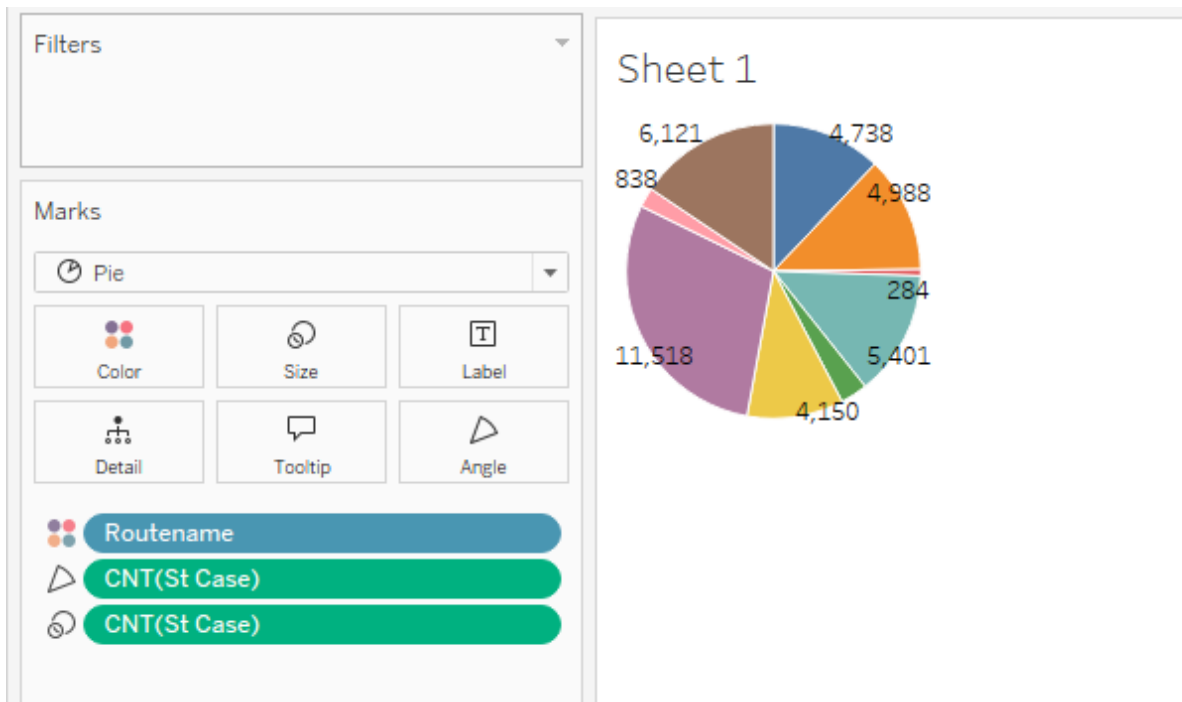 Filters
Marks
Pie
Color
Size
T
Label
Detail
Tooltip
Angle
Routename
CNT(St Case)
CNT(St Case)
Sheet 1
6,121
4,738
838
4,988
284
11,518
5,401
4,150